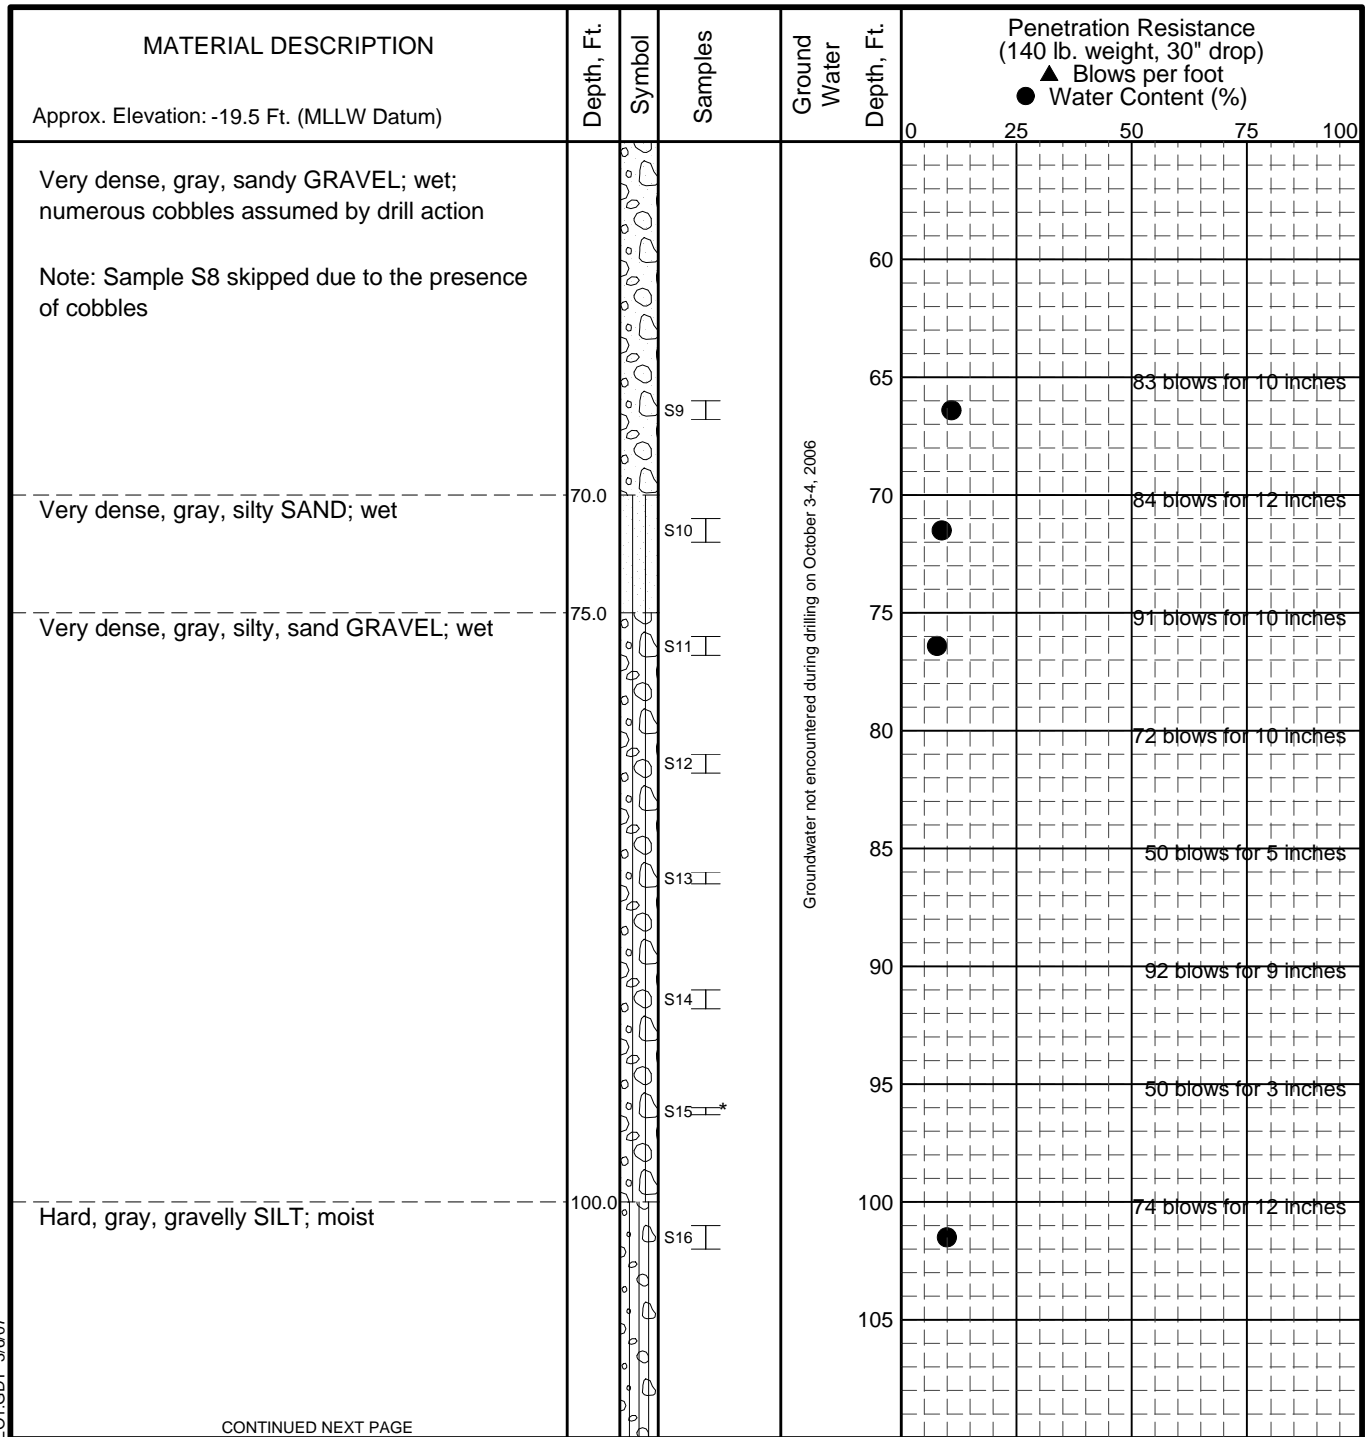 MATERIAL DESCRIPTION
Approx. Elevation: -19.5 Ft. (MLLW Datum)
Depth, Ft.
Symbol
Samples
Ground
Water
Depth, Ft.
Penetration Resistance
(140 lb. weight, 30" drop)
▲ Blows per foot
● Water Content (%)
0 25 50 75 100
Very dense, gray, sandy GRAVEL; wet;
numerous cobbles assumed by drill action
Note: Sample S8 skipped due to the presence
of cobbles
60
65
83 blows for 10 inches
S9
Groundwater not encountered during drilling on October 3-4, 2006
70.0
70
84 blows for 12 inches
Very dense, gray, silty SAND; wet
S10
75.0
75
91 blows for 10 inches
Very dense, gray, silty, sand GRAVEL; wet
S11
80
72 blows for 10 inches
S12
85
50 blows for 5 inches
S13
90
92 blows for 9 inches
S14
95
50 blows for 3 inches
S15 *
100.0
100
74 blows for 12 inches
Hard, gray, gravelly SILT; moist
S16
105
CONTINUED NEXT PAGE